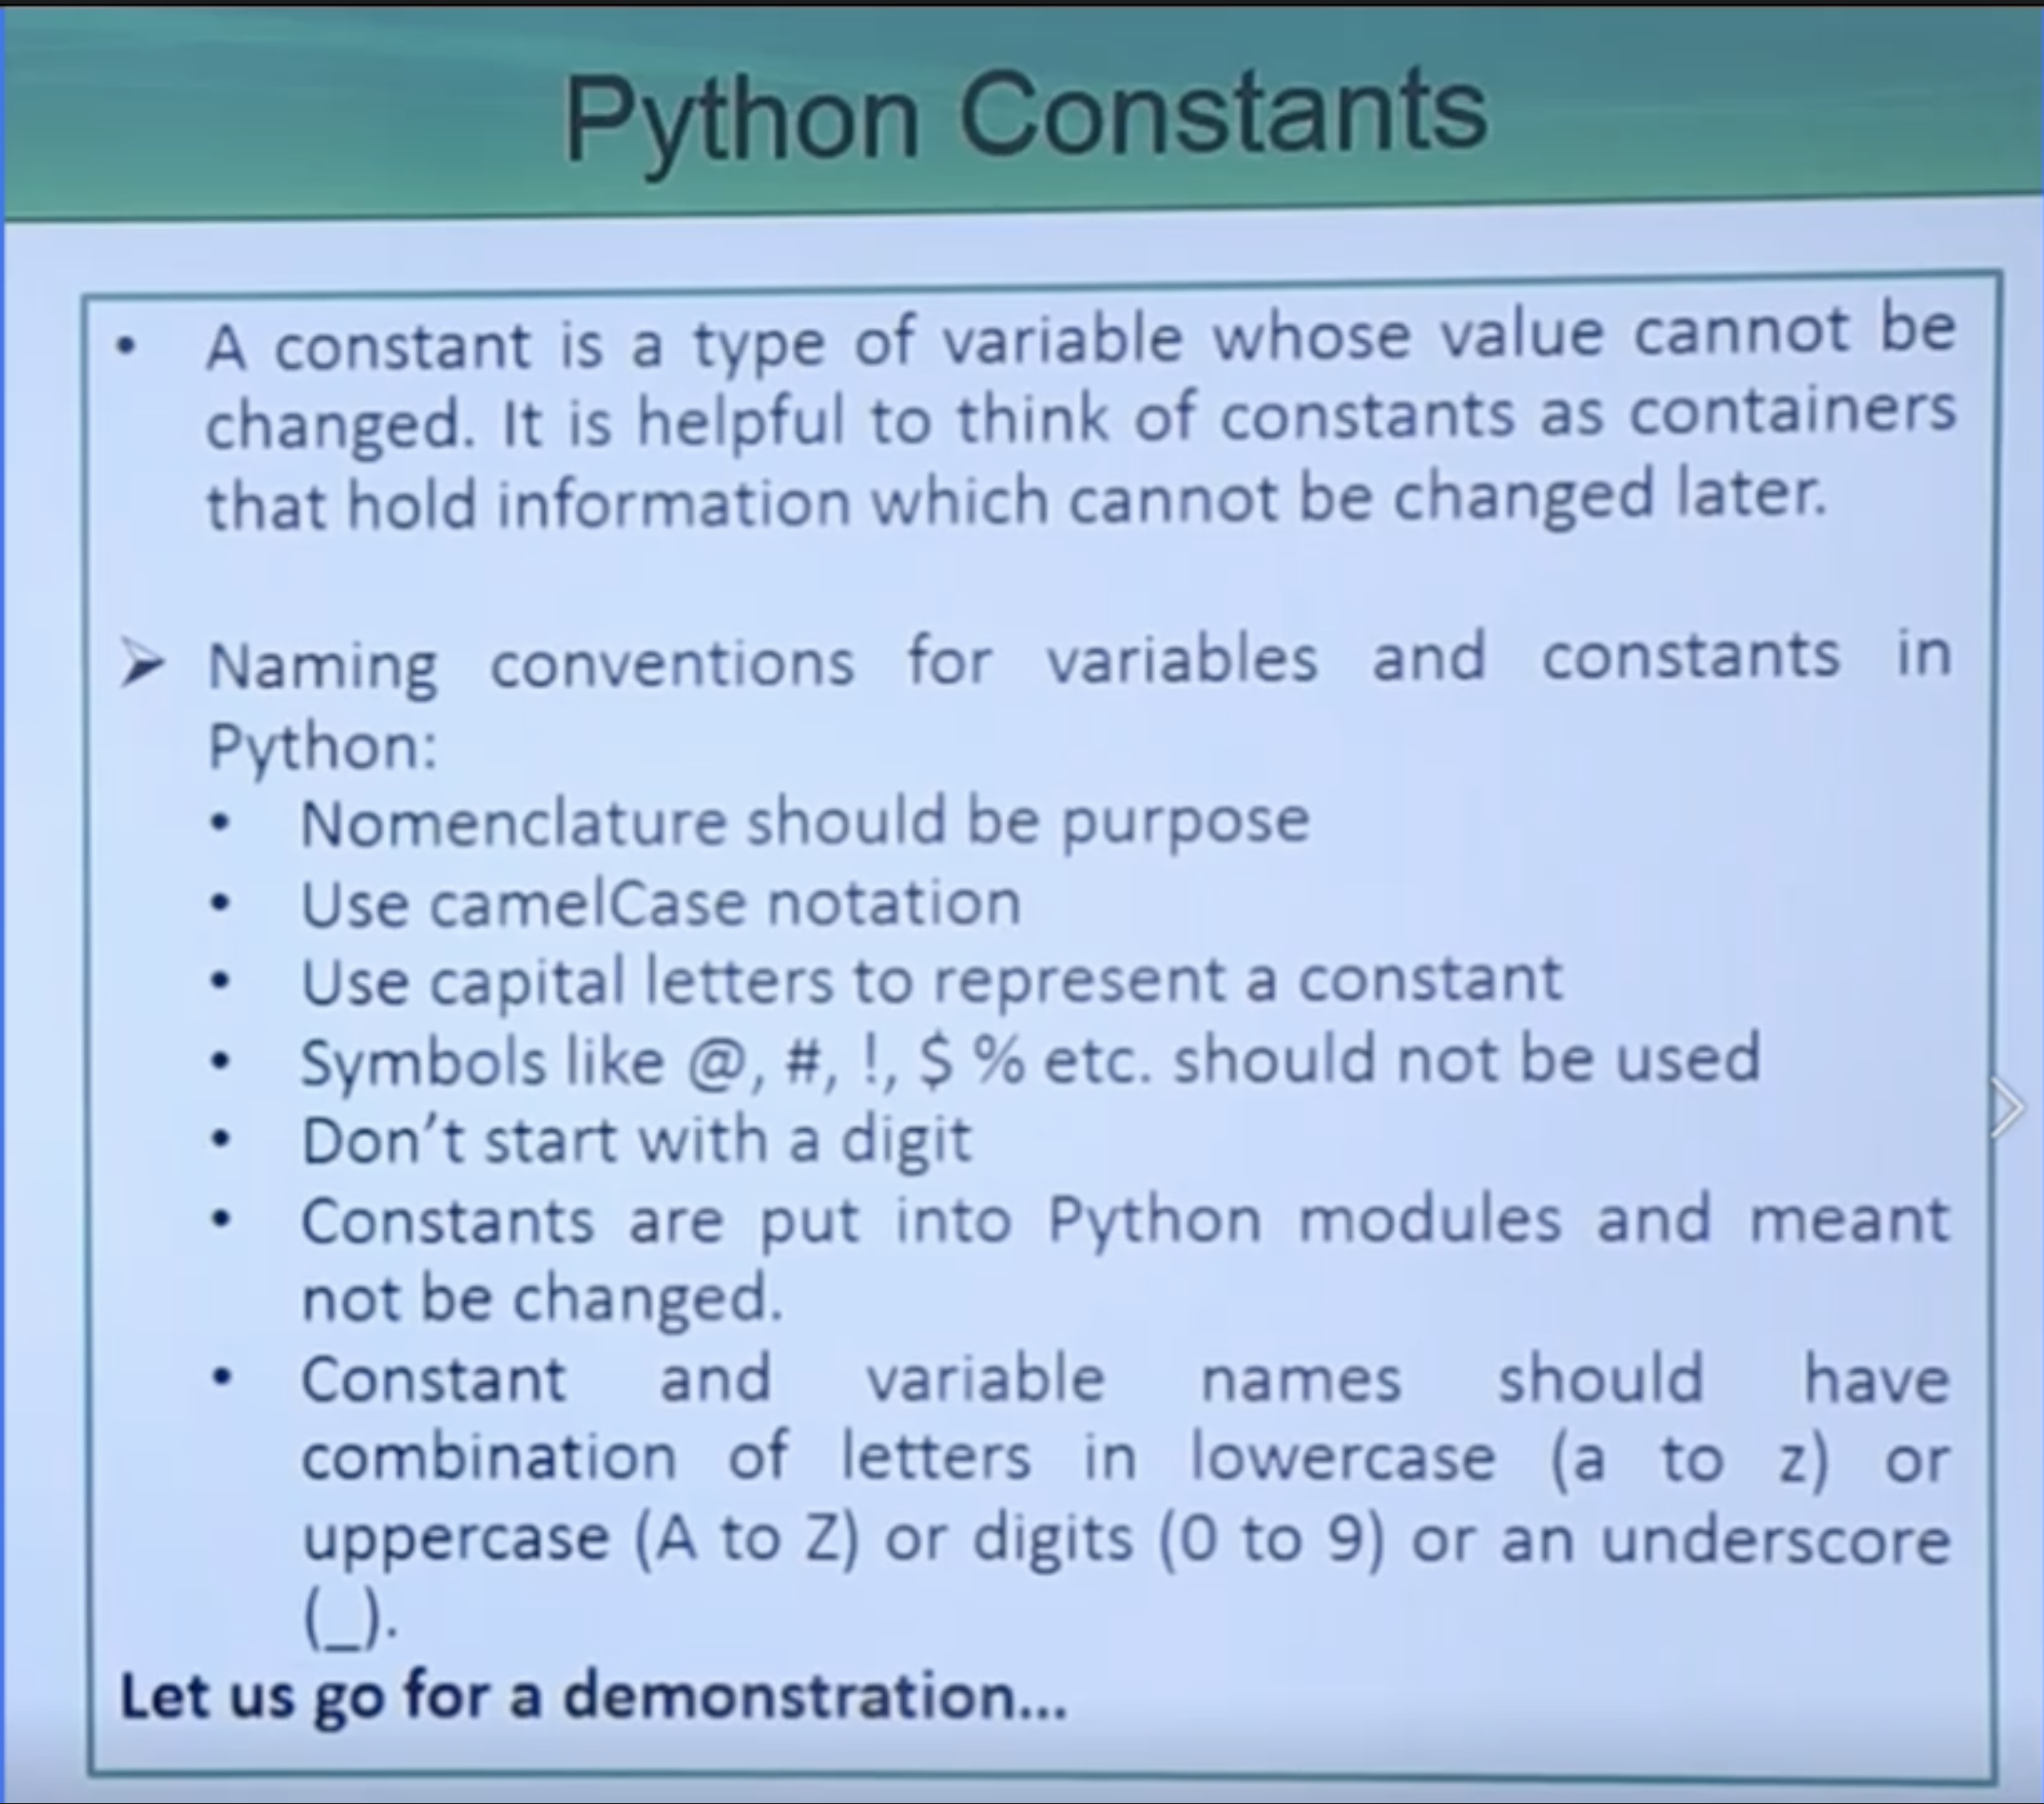 Python Constants
• A constant is a type of variable whose value cannot be
changed. It is helpful to think of constants as containers
that hold information which cannot be changed later.
➢ Naming conventions for variables and constants in
Python:
• Nomenclature should be purpose
• Use camelCase notation
• Use capital letters to represent a constant
• Symbols like @, #, !, $ % etc. should not be used
• Don’t start with a digit
• Constants are put into Python modules and meant
not be changed.
• Constant and variable names should have
combination of letters in lowercase (a to z) or
uppercase (A to Z) or digits (0 to 9) or an underscore
(_).
Let us go for a demonstration...